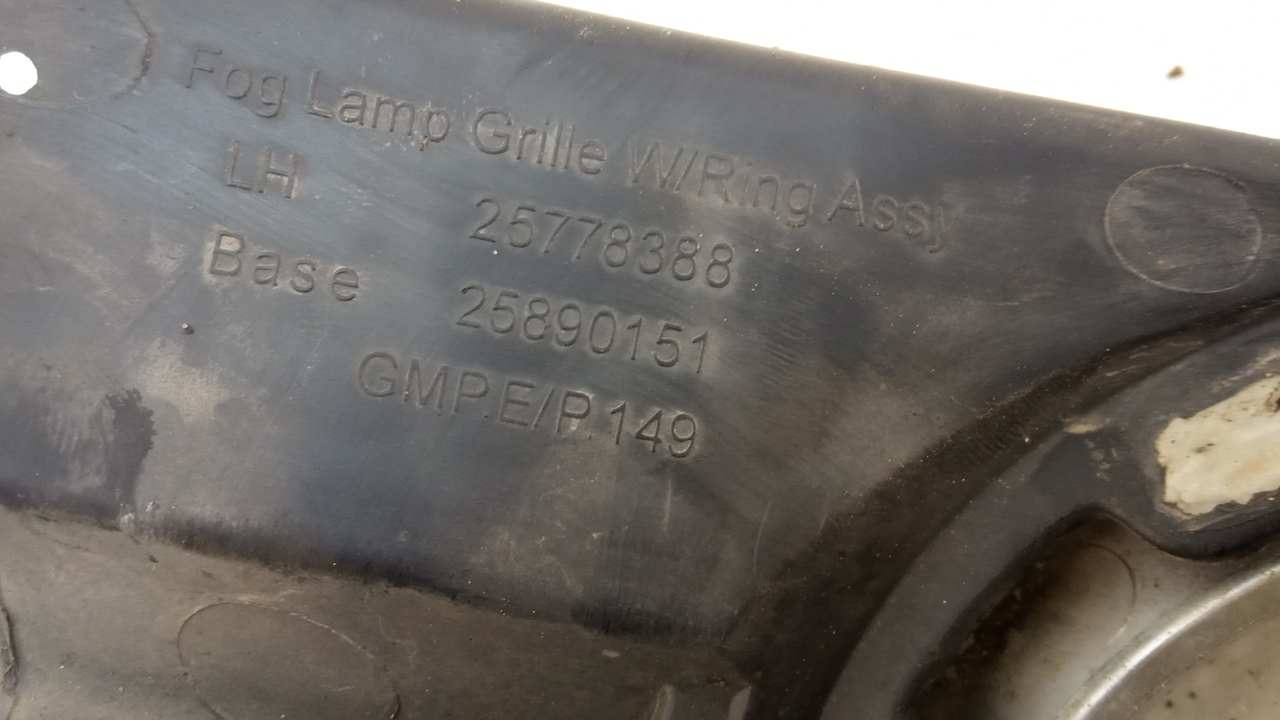 Fog Lamp Grille W/Ring Assy
LH 25778388
Base 25890151
GMP.E/P.149